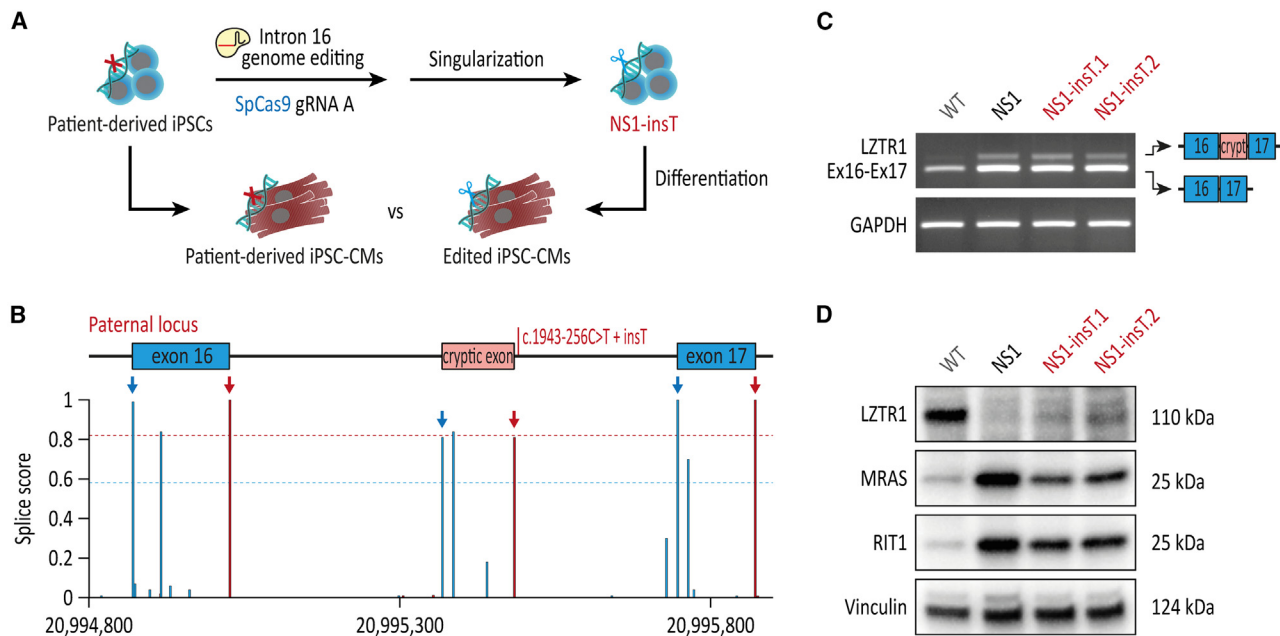 A
Intron 16
genome editing
SpCas9 gRNA A
Singularization
Patient-derived iPSCs
NS1-insT
Differentiation
vs
Patient-derived iPSC-CMs
Edited iPSC-CMs
B
Paternal locus
c.1943-256C>T + insT
exon 16
cryptic exon
exon 17
Splice score
1
0.8
0.6
0.4
0.2
0
20,994,800
20,995,300
20,995,800
C
WT
NS1
NS1-insT.1
NS1-insT.2
LZTR1
Ex16-Ex17
GAPDH
16 crypt 17
16 17
D
WT
NS1
NS1-insT.1
NS1-insT.2
LZTR1
110 kDa
MRAS
25 kDa
RIT1
25 kDa
Vinculin
124 kDa